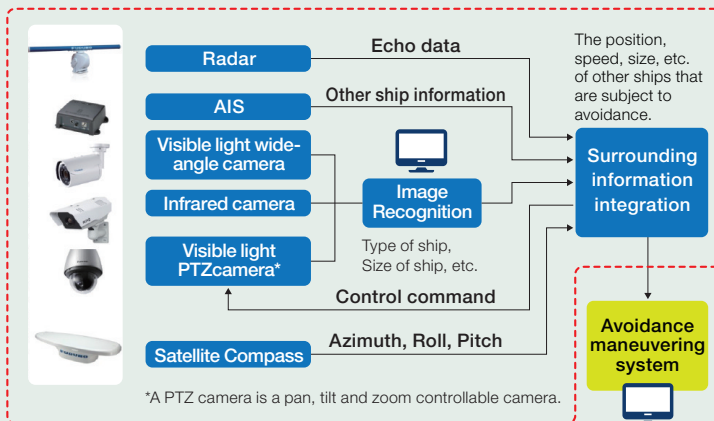 Radar
Echo data
The position,
speed, size, etc.
of other ships that
are subject to
avoidance.
AIS
Other ship information
Visible light wide-
angle camera
Infrared camera
Image
Recognition
Surrounding
information
integration
Type of ship,
Size of ship, etc.
Visible light
PTZcamera*
Control command
Satellite Compass
Azimuth, Roll, Pitch
Avoidance
maneuvering
system
*A PTZ camera is a pan, tilt and zoom controllable camera.